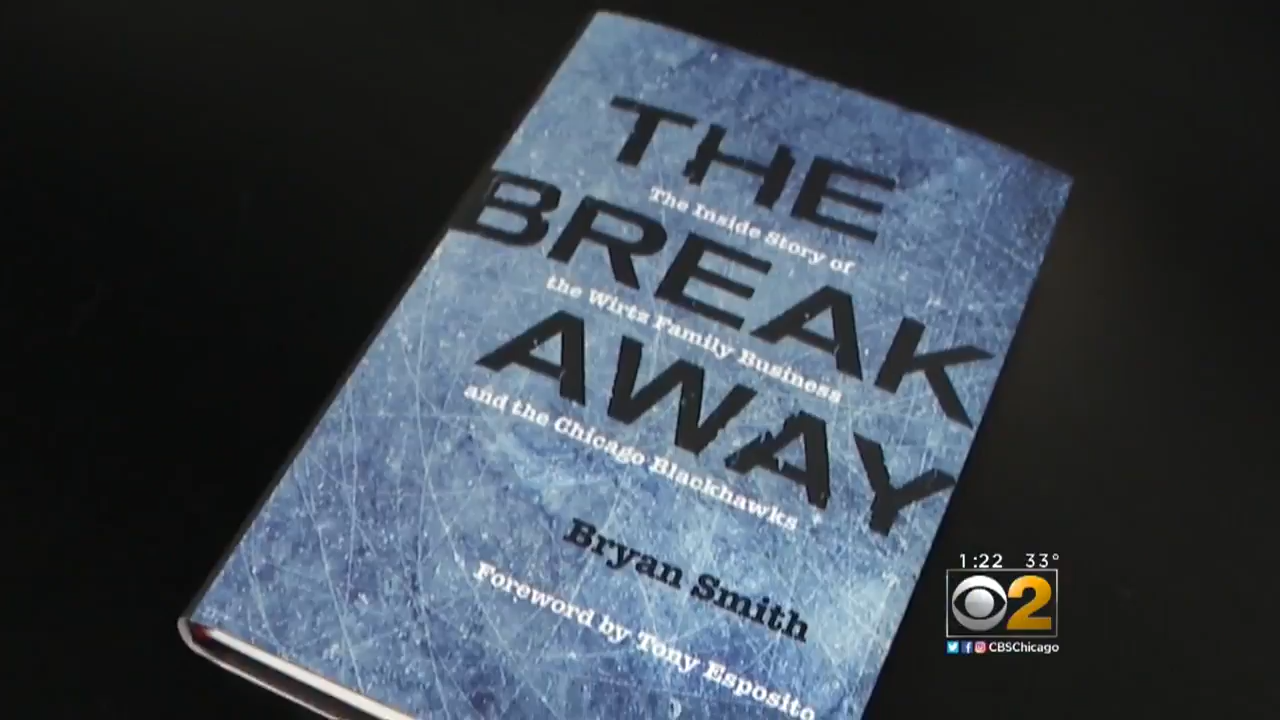 THE
The Inside Story of
BREAK
the Wirtz Family Business
AWAY
and the Chicago Blackhawks
Bryan Smith
Foreword by Tony Esposito
1:22 33°
2
CBSChicago